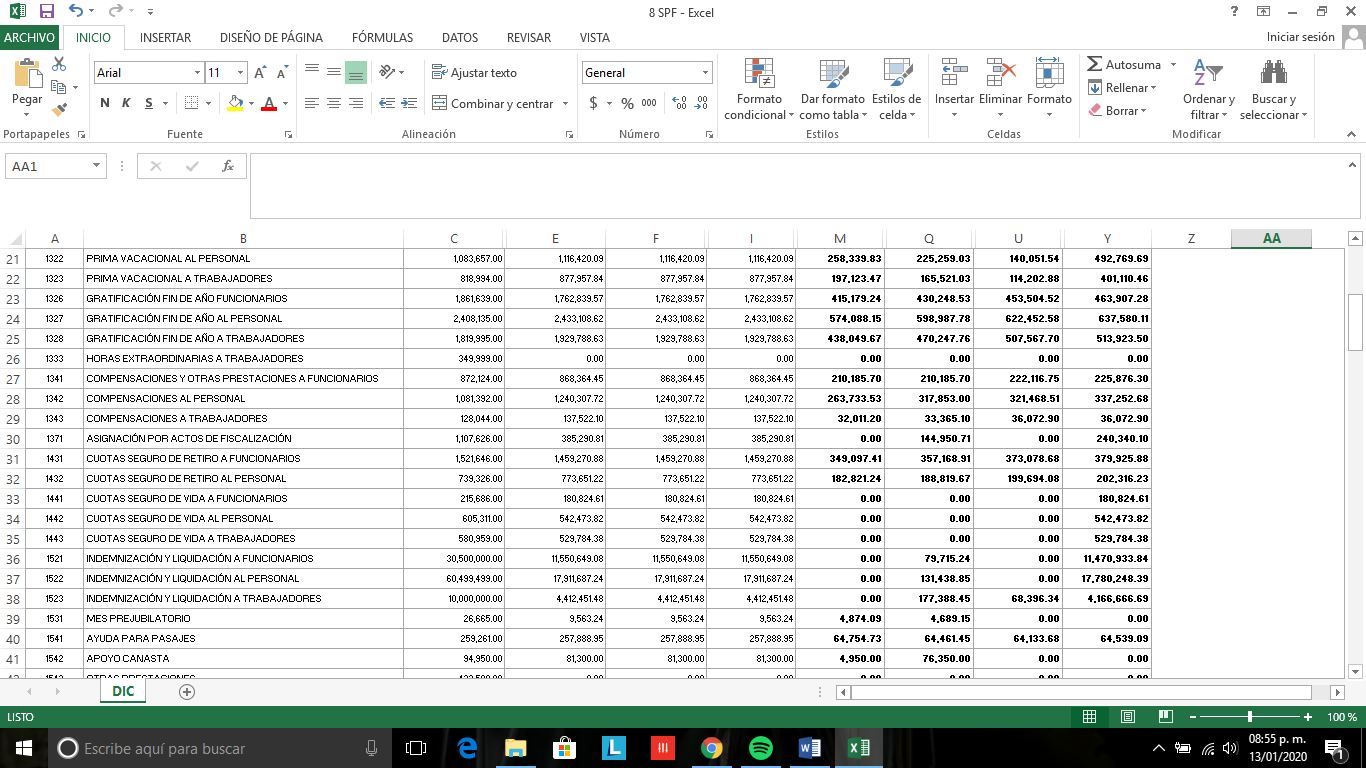 8 SPF - Excel
ARCHIVO INICIO INSERTAR DISEÑO DE PÁGINA FÓRMULAS DATOS REVISAR VISTA Iniciar sesión
Pegar
Arial 11
Ajustar texto
General
N K S
Combinar y centrar
$ % 000
Formato condicional
Dar formato como tabla
Estilos de celda
Insertar Eliminar Formato
Autosuma
Rellenar
Borrar
Ordenar y filtrar
Buscar y seleccionar
Portapapeles Fuente Alineación Número Estilos Celdas Modificar
AA1 fx
A B C E F I M Q U Y Z AA
21 1322 PRIMA VACACIONAL AL PERSONAL 1,083,657.00 1,116,420.09 1,116,420.09 1,116,420.09 258,339.83 225,259.03 140,051.54 492,769.69
22 1323 PRIMA VACACIONAL A TRABAJADORES 818,994.00 877,957.84 877,957.84 877,957.84 197,123.47 165,521.03 114,202.88 401,110.46
23 1326 GRATIFICACIÓN FIN DE AÑO FUNCIONARIOS 1,861,639.00 1,762,839.57 1,762,839.57 1,762,839.57 415,179.24 430,248.53 453,504.52 463,907.28
24 1327 GRATIFICACIÓN FIN DE AÑO AL PERSONAL 2,408,135.00 2,433,108.62 2,433,108.62 2,433,108.62 574,088.15 598,987.78 622,452.58 637,580.11
25 1328 GRATIFICACIÓN FIN DE AÑO A TRABAJADORES 1,819,995.00 1,929,788.63 1,929,788.63 1,929,788.63 438,049.67 470,247.76 507,567.70 513,923.50
26 1333 HORAS EXTRAORDINARIAS A TRABAJADORES 349,999.00 0.00 0.00 0.00 0.00 0.00 0.00 0.00
27 1341 COMPENSACIONES Y OTRAS PRESTACIONES A FUNCIONARIOS 872,124.00 868,364.45 868,364.45 868,364.45 210,185.70 210,185.70 222,116.75 225,876.30
28 1342 COMPENSACIONES AL PERSONAL 1,081,392.00 1,240,307.72 1,240,307.72 1,240,307.72 263,733.53 317,853.00 321,468.51 337,252.68
29 1343 COMPENSACIONES A TRABAJADORES 128,044.00 137,522.10 137,522.10 137,522.10 32,011.20 33,365.10 36,072.90 36,072.90
30 1371 ASIGNACIÓN POR ACTOS DE FISCALIZACIÓN 1,107,626.00 385,290.81 385,290.81 385,290.81 0.00 144,950.71 0.00 240,340.10
31 1431 CUOTAS SEGURO DE RETIRO A FUNCIONARIOS 1,521,646.00 1,459,270.88 1,459,270.88 1,459,270.88 349,097.41 357,168.91 373,078.68 379,925.88
32 1432 CUOTAS SEGURO DE RETIRO AL PERSONAL 739,326.00 773,651.22 773,651.22 773,651.22 182,821.24 188,819.67 199,694.08 202,316.23
33 1441 CUOTAS SEGURO DE VIDA A FUNCIONARIOS 215,686.00 180,824.61 180,824.61 180,824.61 0.00 0.00 0.00 180,824.61
34 1442 CUOTAS SEGURO DE VIDA AL PERSONAL 605,311.00 542,473.82 542,473.82 542,473.82 0.00 0.00 0.00 542,473.82
35 1443 CUOTAS SEGURO DE VIDA A TRABAJADORES 580,959.00 529,784.38 529,784.38 529,784.38 0.00 0.00 0.00 529,784.38
36 1521 INDEMNIZACIÓN Y LIQUIDACIÓN A FUNCIONARIOS 30,500,000.00 11,550,649.08 11,550,649.08 11,550,649.08 0.00 79,715.24 0.00 11,470,933.84
37 1522 INDEMNIZACIÓN Y LIQUIDACIÓN AL PERSONAL 60,499,499.00 17,911,687.24 17,911,687.24 17,911,687.24 0.00 131,438.85 0.00 17,780,248.39
38 1523 INDEMNIZACIÓN Y LIQUIDACIÓN A TRABAJADORES 10,000,000.00 4,412,451.48 4,412,451.48 4,412,451.48 0.00 177,388.45 68,396.34 4,166,666.69
39 1531 MES PREJUBILATORIO 26,665.00 9,563.24 9,563.24 9,563.24 4,874.09 4,689.15 0.00 0.00
40 1541 AYUDA PARA PASAJES 259,261.00 257,888.95 257,888.95 257,888.95 64,754.73 64,461.45 64,133.68 64,539.09
41 1542 APOYO CANASTA 94,950.00 81,300.00 81,300.00 81,300.00 4,950.00 76,350.00 0.00 0.00
DIC
LISTO 100 %
Escribe aquí para buscar
08:55 p. m.
13/01/2020